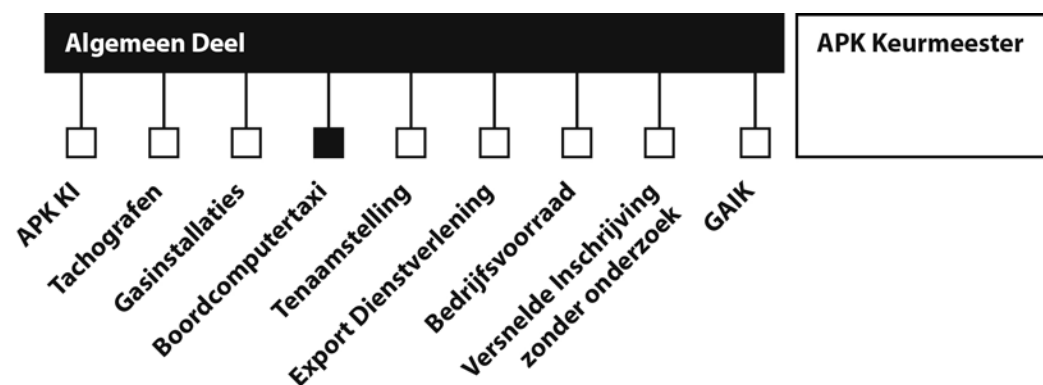 Algemeen Deel
APK Keurmeester
APK KI
Tachografen
Gasinstallaties
Boordcomputertaxi
Tenaamstelling
Export Dienstverlening
Bedrijfsvoorraad
Versnelde Inschrijving
zonder onderzoek
GAIK